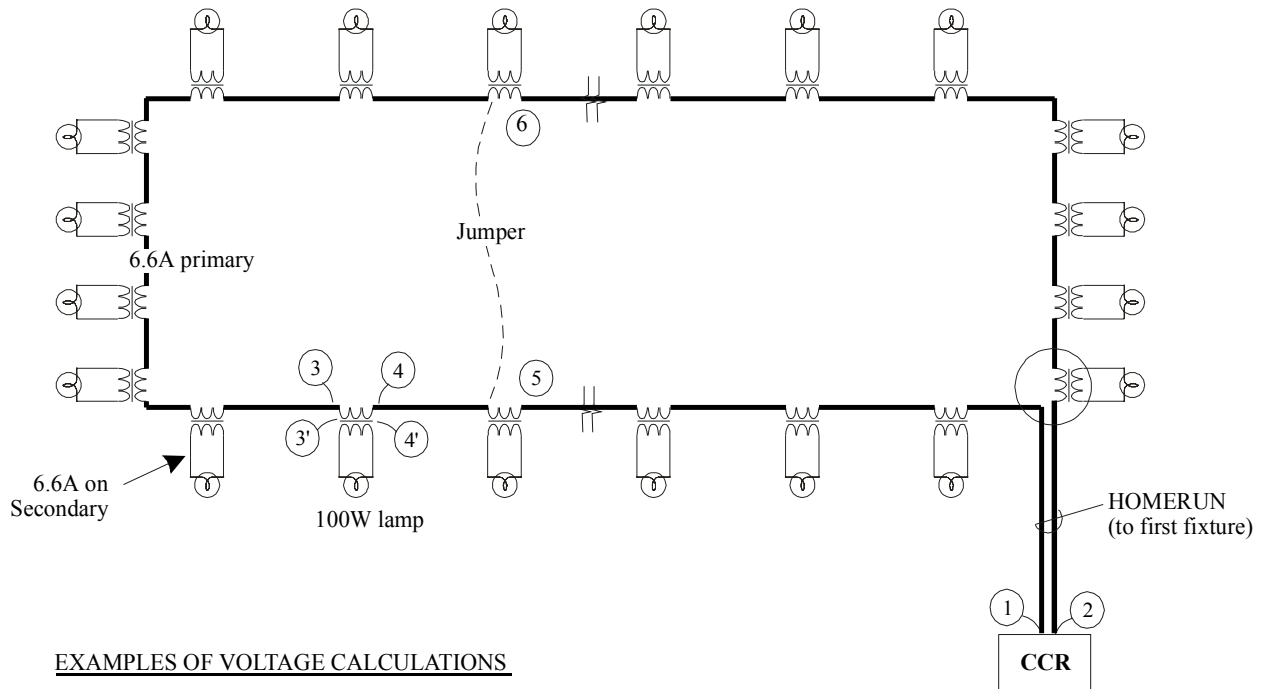 6
Jumper
6.6A primary
3
4
5
3'
4'
6.6A on
Secondary
100W lamp
HOMERUN
(to first fixture)
1
2
EXAMPLES OF VOLTAGE CALCULATIONS
CCR